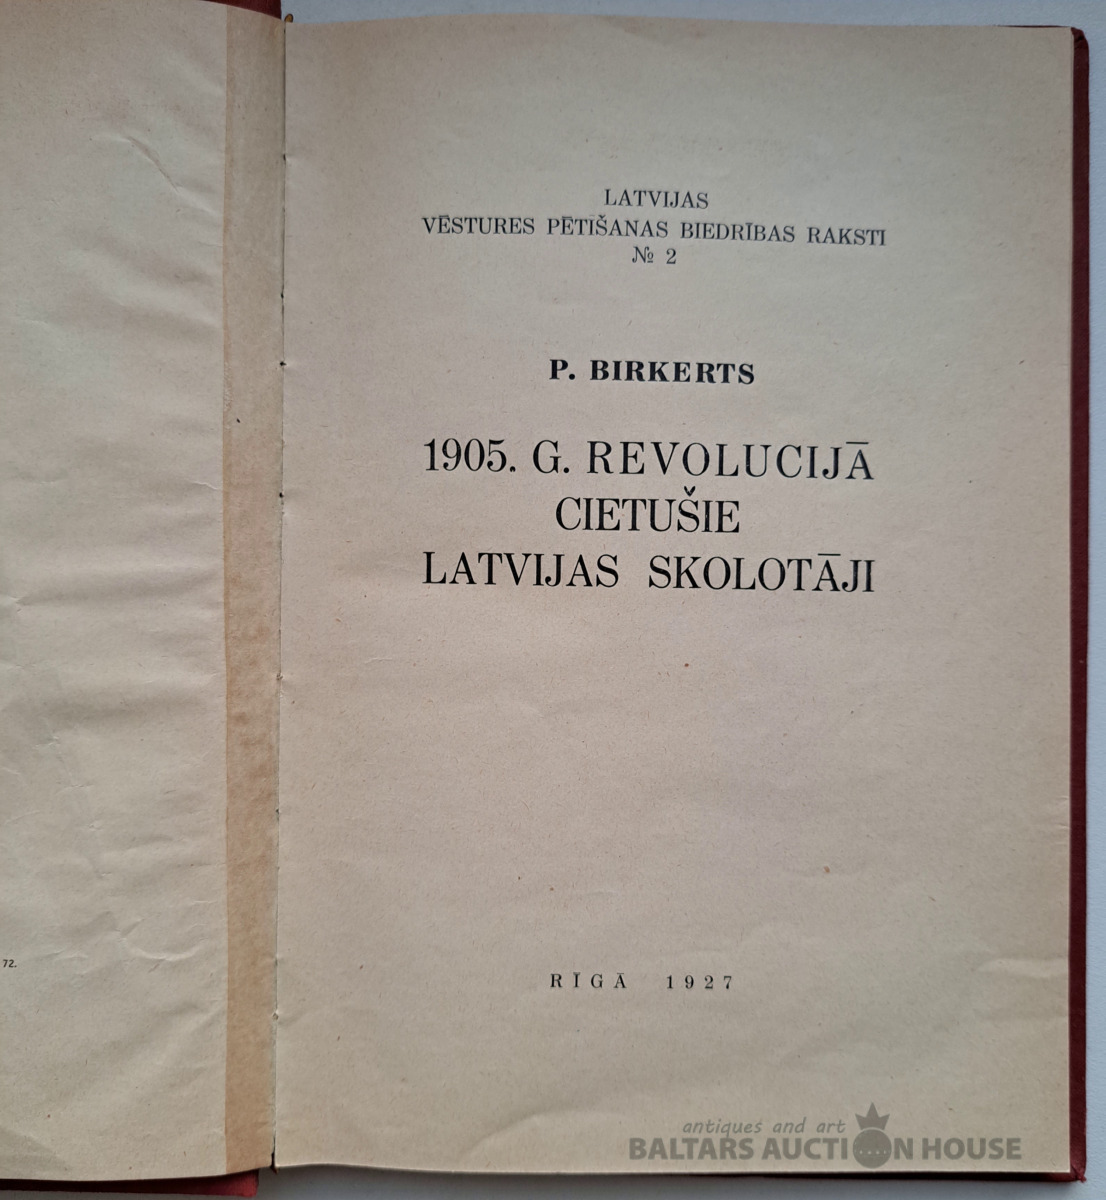 LATVIJAS
VĒSTURES PĒTĪŠANAS BIEDRĪBAS RAKSTI
№ 2
P. BIRKERTS
1905. G. REVOLUCIJĀ
CIETUŠIE
LATVIJAS SKOLOTĀJI
72.
RĪGĀ 1927
antiques and art
BALTARS AUCTION HOUSE